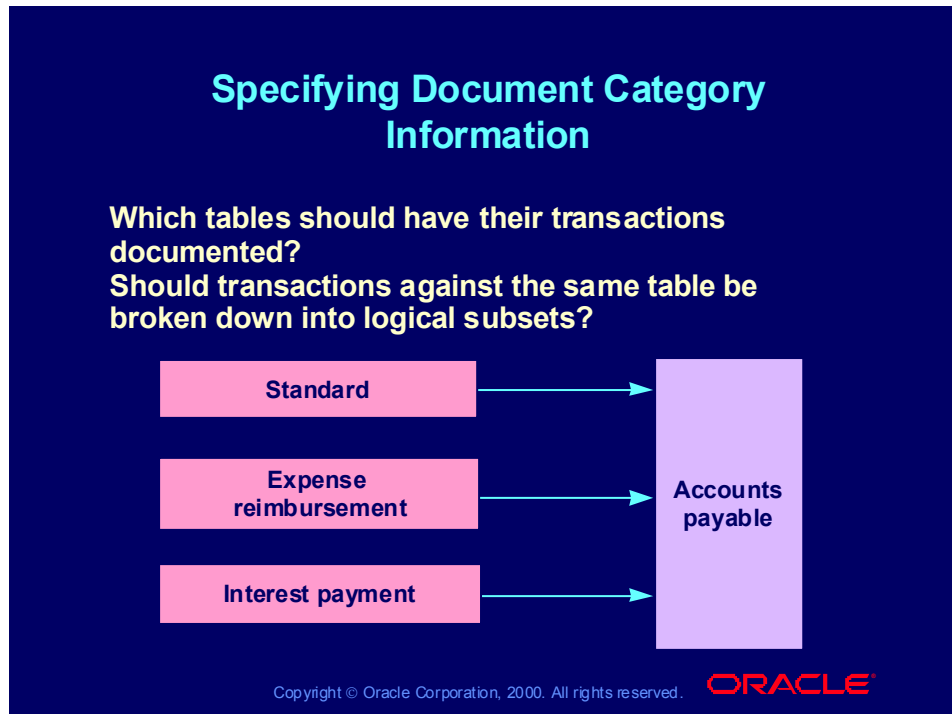 Specifying Document Category
Information
Which tables should have their transactions
documented?
Should transactions against the same table be
broken down into logical subsets?
Standard
Expense
reimbursement
Interest payment
Accounts
payable
Copyright © Oracle Corporation, 2000. All rights reserved.
ORACLE®